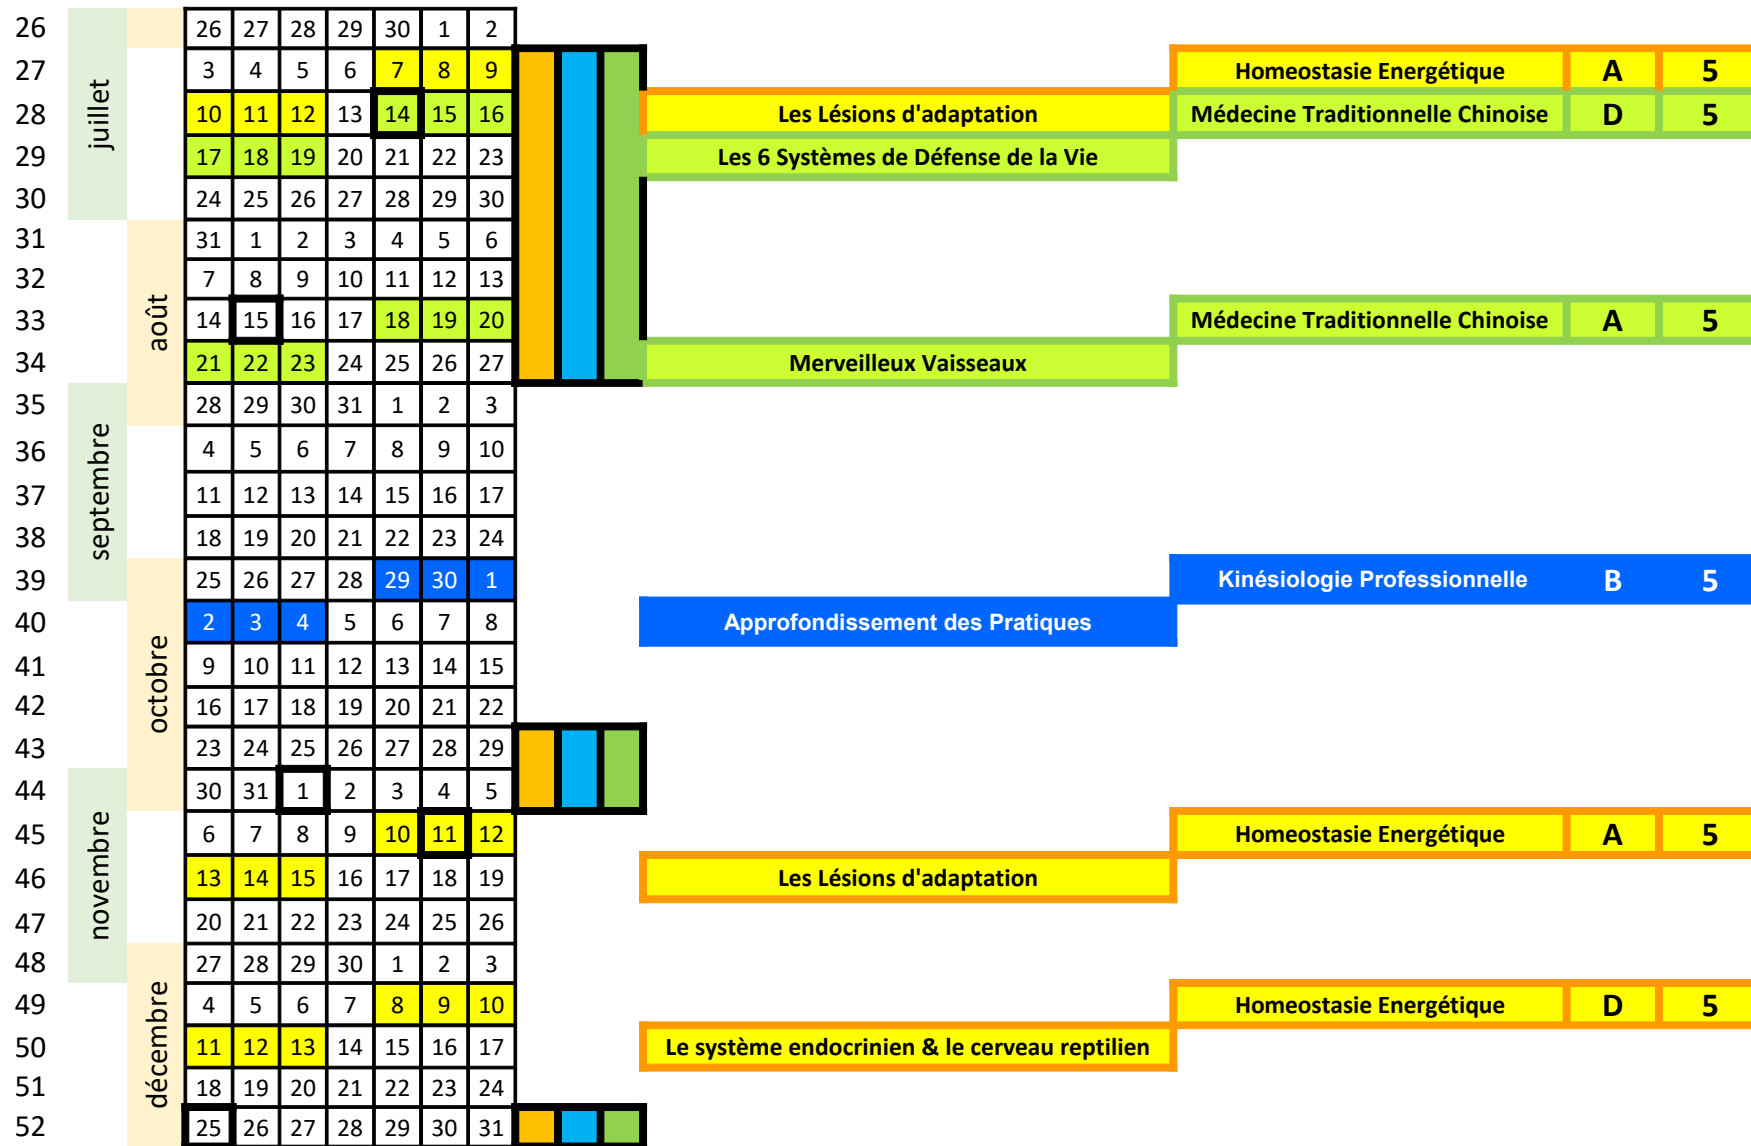 26 26 27 28 29 30 1 2
27 3 4 5 6 7 8 9 Homeostasie Energétique A 5
juillet
28 10 11 12 13 14 15 16 Les Lésions d'adaptation Médecine Traditionnelle Chinoise D 5
29 17 18 19 20 21 22 23 Les 6 Systèmes de Défense de la Vie
30 24 25 26 27 28 29 30
31 31 1 2 3 4 5 6
32 7 8 9 10 11 12 13
août
33 14 15 16 17 18 19 20 Médecine Traditionnelle Chinoise A 5
34 21 22 23 24 25 26 27 Merveilleux Vaisseaux
35 28 29 30 31 1 2 3
36 4 5 6 7 8 9 10
septembre
37 11 12 13 14 15 16 17
38 18 19 20 21 22 23 24
39 25 26 27 28 29 30 1 Kinésiologie Professionnelle B 5
40 2 3 4 5 6 7 8 Approfondissement des Pratiques
41 9 10 11 12 13 14 15
octobre
42 16 17 18 19 20 21 22
43 23 24 25 26 27 28 29
44 30 31 1 2 3 4 5
45 6 7 8 9 10 11 12 Homeostasie Energétique A 5
novembre
46 13 14 15 16 17 18 19 Les Lésions d'adaptation
47 20 21 22 23 24 25 26
48 27 28 29 30 1 2 3
49 4 5 6 7 8 9 10 Homeostasie Energétique D 5
décembre
50 11 12 13 14 15 16 17 Le système endocrinien & le cerveau reptilien
51 18 19 20 21 22 23 24
52 25 26 27 28 29 30 31